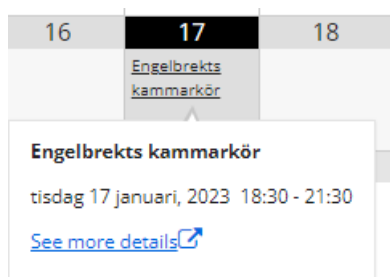 16 17 18
Engelbrekts
kammarkör
Engelbrekts kammarkör
tisdag 17 januari, 2023 18:30 - 21:30
See more details